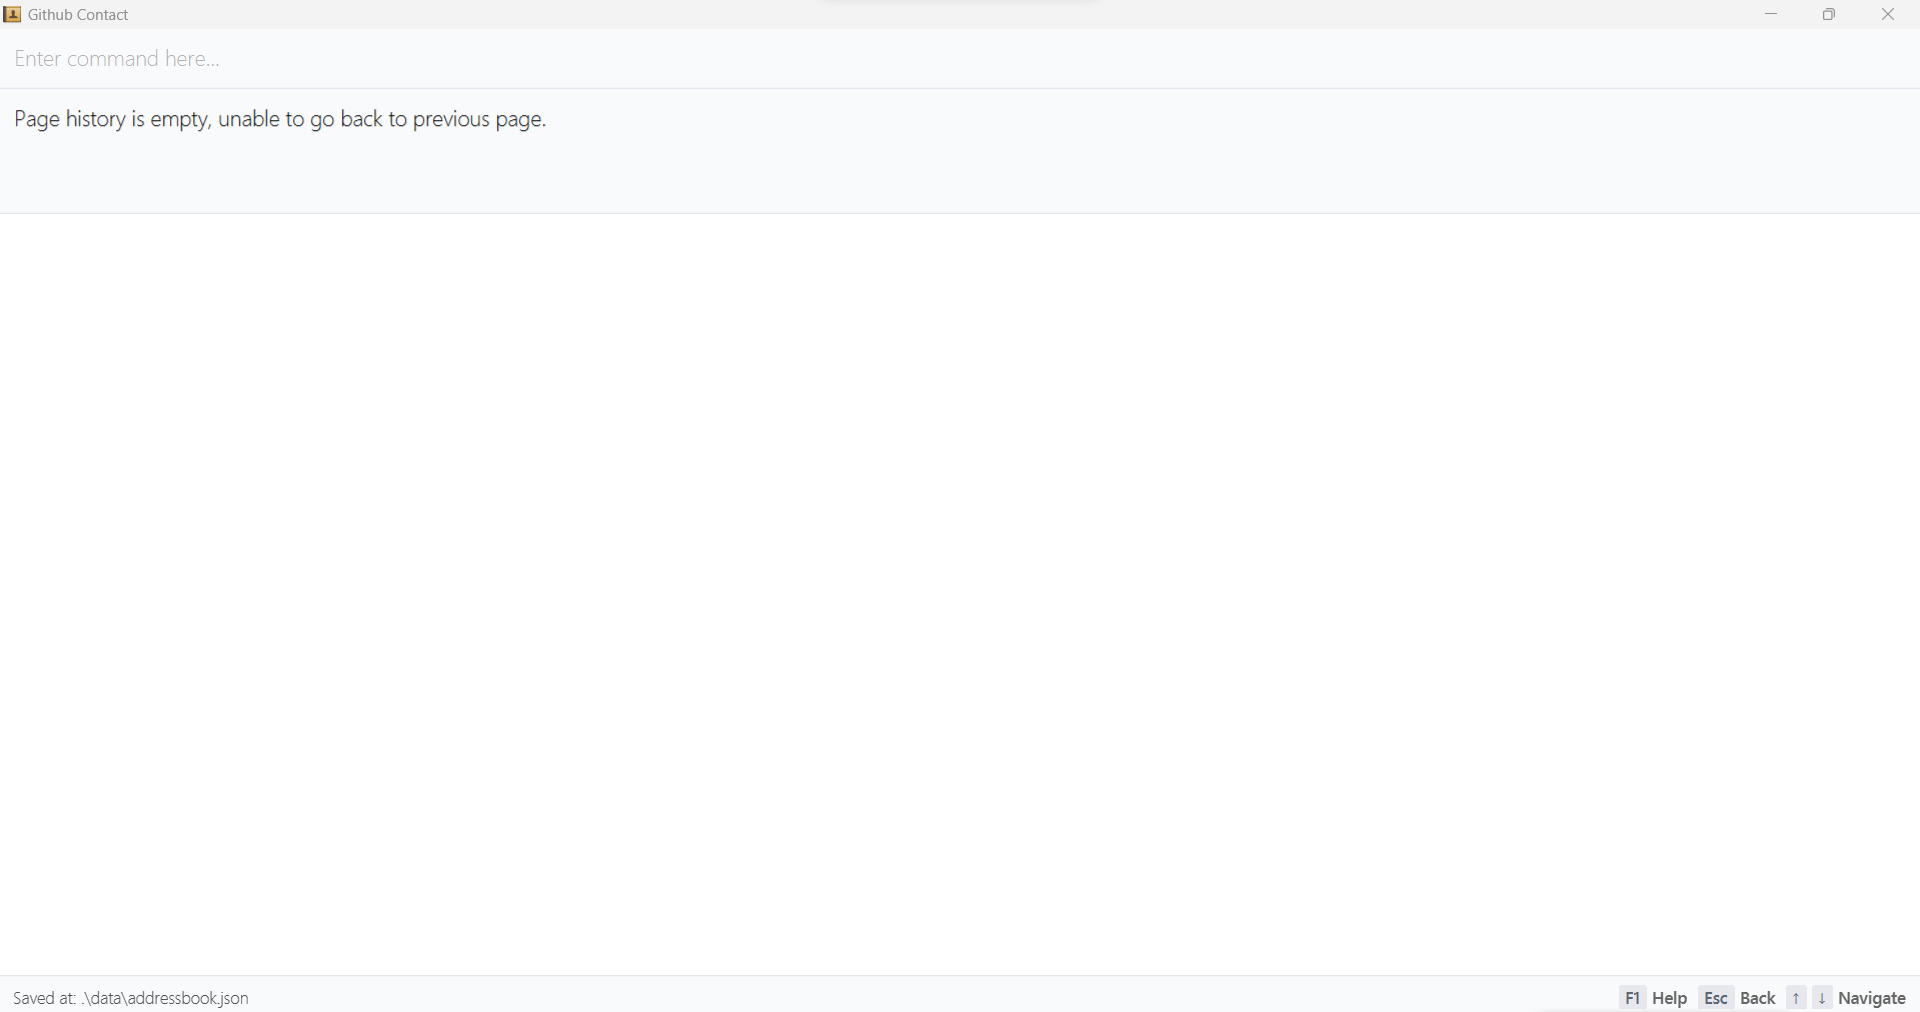 Github Contact
Enter command here...
Page history is empty, unable to go back to previous page.
Saved at: .\data\addressbook.json
F1 Help Esc Back ↑ ↓ Navigate